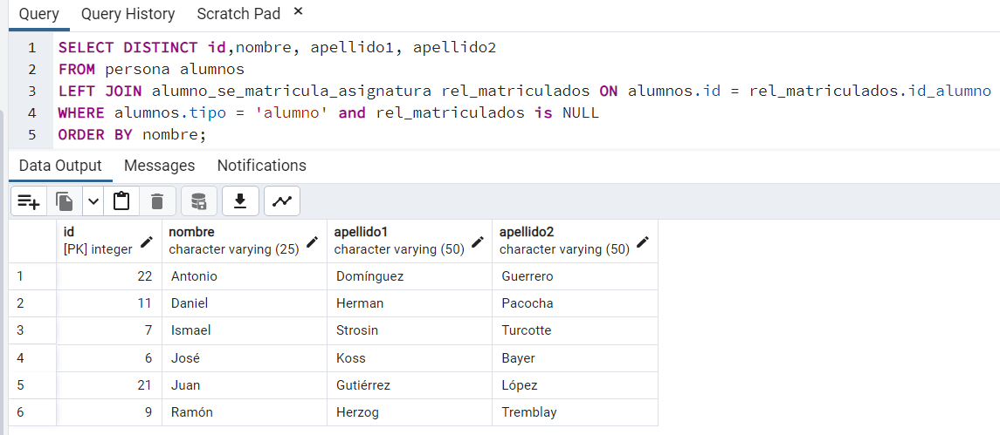 Query Query History Scratch Pad ×
1 SELECT DISTINCT id,nombre, apellido1, apellido2
2 FROM persona alumnos
3 LEFT JOIN alumno_se_matricula_asignatura rel_matriculados ON alumnos.id = rel_matriculados.id_alumno
4 WHERE alumnos.tipo = 'alumno' and rel_matriculados is NULL
5 ORDER BY nombre;
Data Output Messages Notifications
id nombre apellido1 apellido2
[PK] integer character varying (25) character varying (50) character varying (50)
1 22 Antonio Domínguez Guerrero
2 11 Daniel Herman Pacocha
3 7 Ismael Strosin Turcotte
4 6 José Koss Bayer
5 21 Juan Gutiérrez López
6 9 Ramón Herzog Tremblay